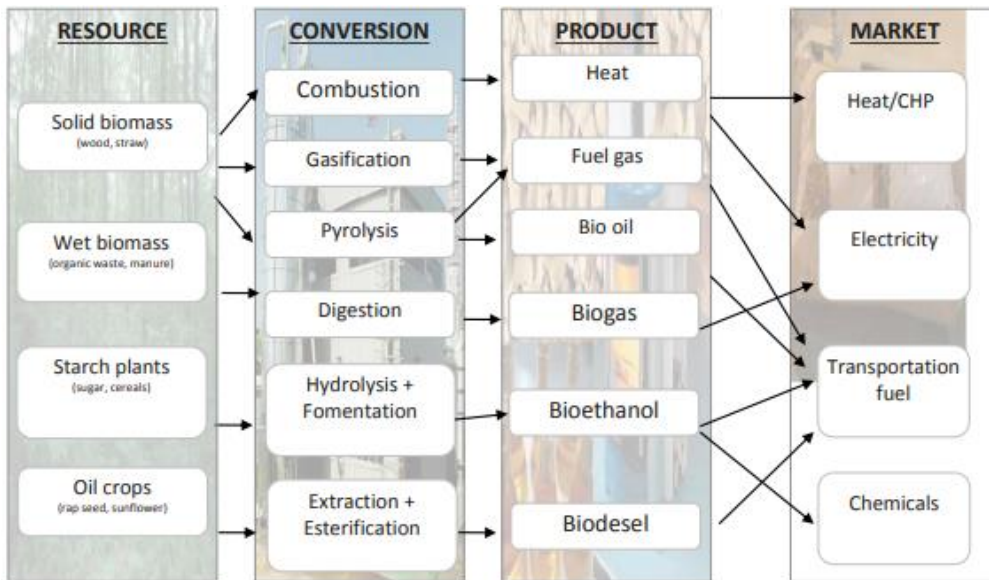 RESOURCE
Solid biomass
(wood, straw)
Wet biomass
(organic waste, manure)
Starch plants
(sugar, cereals)
Oil crops
(rap seed, sunflower)
CONVERSION
Combustion
Gasification
Pyrolysis
Digestion
Hydrolysis +
Fomentation
Extraction +
Esterification
PRODUCT
Heat
Fuel gas
Bio oil
Biogas
Bioethanol
Biodesel
MARKET
Heat/CHP
Electricity
Transportation
fuel
Chemicals